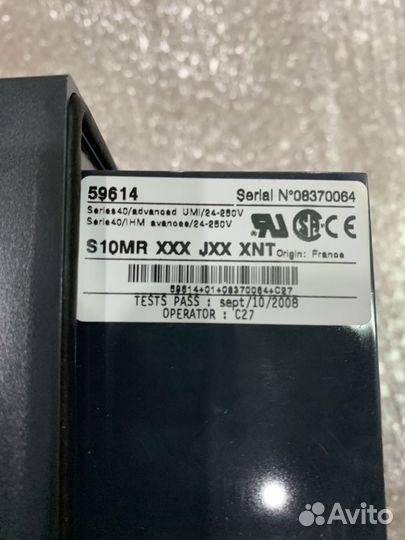 59614 Serial N°08370064
Series40/advanced UMI/24-250V
Serie40/IHM avancee/24-250V
S10MR XXX JXX XNT Origin: France
59614+01+08370064+C27
TESTS PASS : sept/10/2008
OPERATOR : C27
Avito